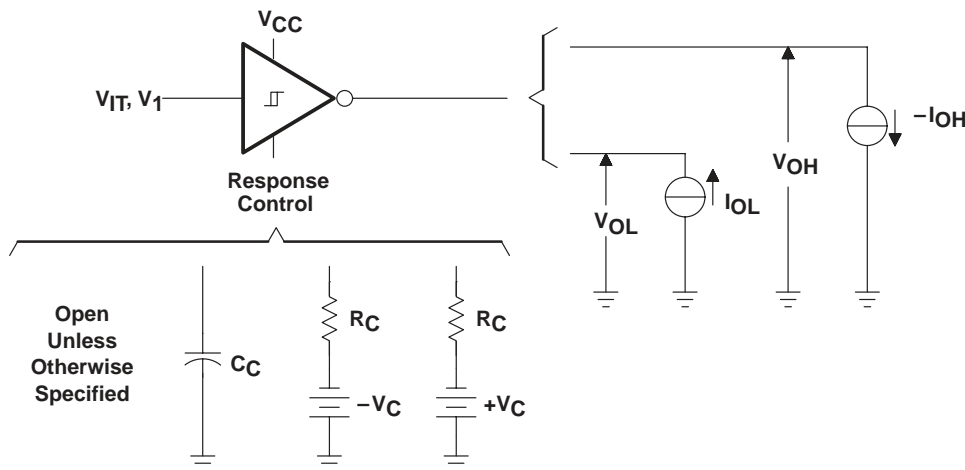 VCC
VIT, V1
Response
Control
VOL
IOL
VOH
–IOH
Open
Unless
Otherwise
Specified
CC
RC
–VC
RC
+VC